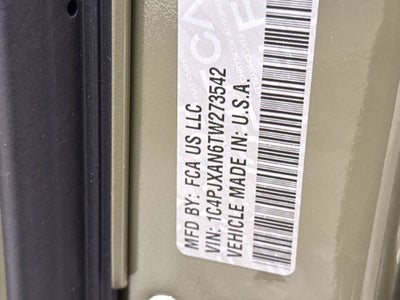 MFD BY: FCA US LLC
VIN: 1C4PJXAN6TW273542
VEHICLE MADE IN: U.S.A.